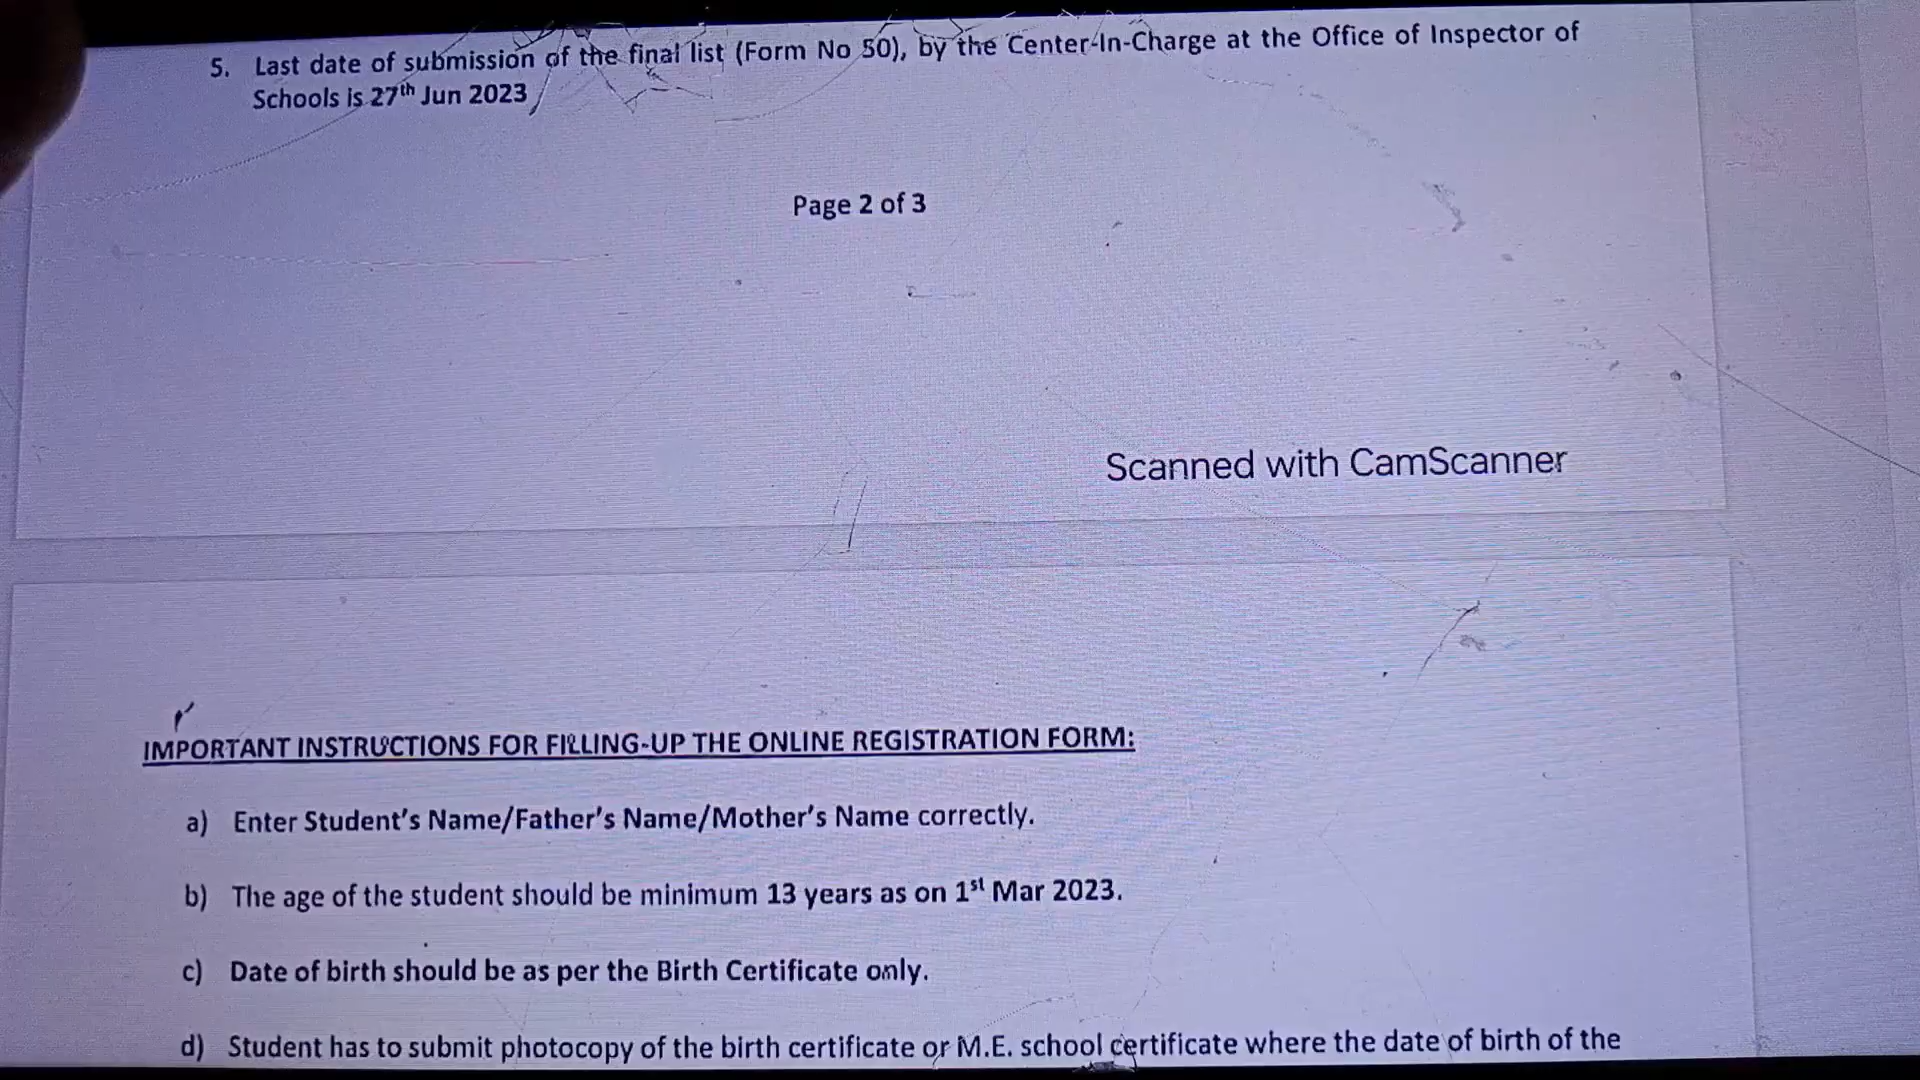 5. Last date of submission of the final list (Form No 50), by the Center-In-Charge at the Office of Inspector of
Schools is 27th Jun 2023
Page 2 of 3
Scanned with CamScanner
IMPORTANT INSTRUCTIONS FOR FILLING-UP THE ONLINE REGISTRATION FORM:
a) Enter Student's Name/Father's Name/Mother's Name correctly.
b) The age of the student should be minimum 13 years as on 1st Mar 2023.
c) Date of birth should be as per the Birth Certificate only.
d) Student has to submit photocopy of the birth certificate or M.E. school certificate where the date of birth of the